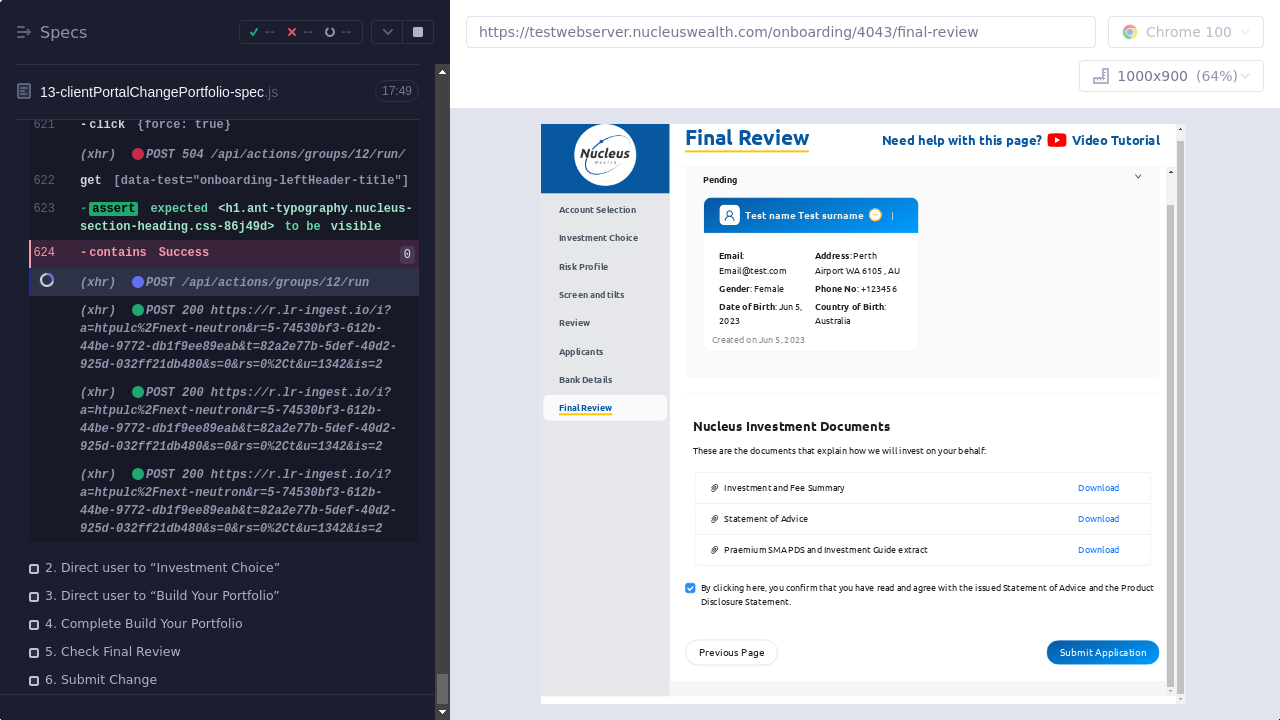 Specs
--
--
--
https://testwebserver.nucleuswealth.com/onboarding/4043/final-review
Chrome 100
1000x900 (64%)
13-clientPortalChangePortfolio-spec.js
17:49
621 -click {force: true}
(xhr) POST 504 /api/actions/groups/12/run/
622 get [data-test="onboarding-leftHeader-title"]
623 -assert expected <h1.ant-typography.nucleus-
section-heading.css-86j49d> to be visible
624 -contains Success 0
(xhr) POST /api/actions/groups/12/run
(xhr) POST 200 https://r.lr-ingest.io/i?
a=htpulc%2Fnext-neutron&r=5-74530bf3-612b-
44be-9772-db1f9ee89eab&t=82a2e77b-5def-40d2-
925d-032ff21db480&s=0&rs=0%2Ct&u=1342&is=2
(xhr) POST 200 https://r.lr-ingest.io/i?
a=htpulc%2Fnext-neutron&r=5-74530bf3-612b-
44be-9772-db1f9ee89eab&t=82a2e77b-5def-40d2-
925d-032ff21db480&s=0&rs=0%2Ct&u=1342&is=2
(xhr) POST 200 https://r.lr-ingest.io/i?
a=htpulc%2Fnext-neutron&r=5-74530bf3-612b-
44be-9772-db1f9ee89eab&t=82a2e77b-5def-40d2-
925d-032ff21db480&s=0&rs=0%2Ct&u=1342&is=2
2. Direct user to “Investment Choice”
3. Direct user to “Build Your Portfolio”
4. Complete Build Your Portfolio
5. Check Final Review
6. Submit Change
Nucleus
Wealth
Account Selection
Investment Choice
Risk Profile
Screen and tilts
Review
Applicants
Bank Details
Final Review
Final Review
Need help with this page? Video Tutorial
Pending
Test name Test surname
Email:
Email@test.com
Address: Perth
Airport WA 6105 , AU
Gender: Female
Phone No: +123456
Date of Birth: Jun 5,
2023
Country of Birth:
Australia
Created on Jun 5, 2023
Nucleus Investment Documents
These are the documents that explain how we will invest on your behalf:
Investment and Fee Summary Download
Statement of Advice Download
Praemium SMA PDS and Investment Guide extract Download
By clicking here, you confirm that you have read and agree with the issued Statement of Advice and the Product
Disclosure Statement.
Previous Page
Submit Application